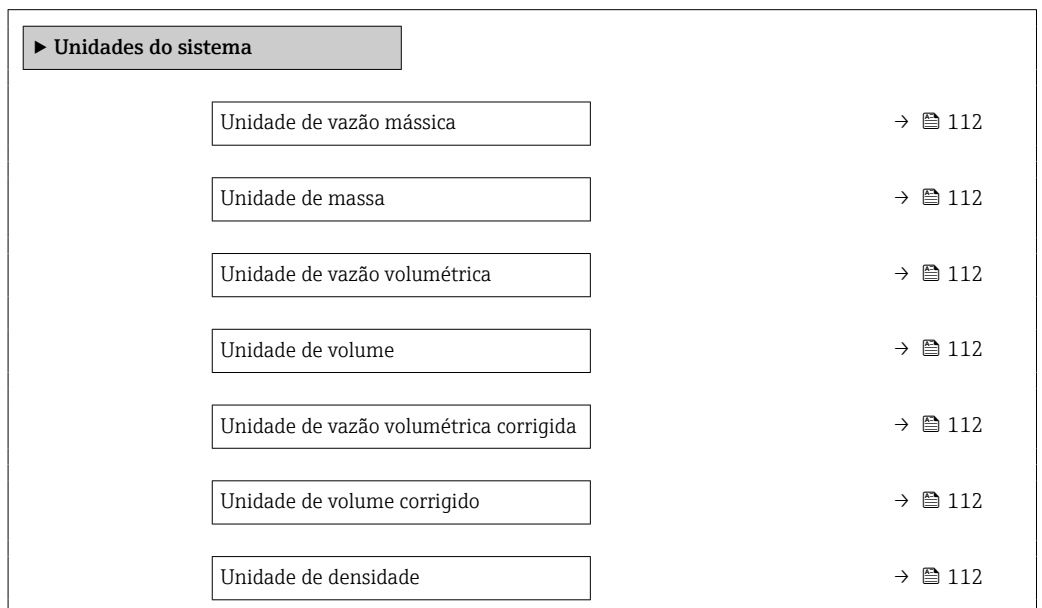 ▶ Unidades do sistema
Unidade de vazão mássica → 112
Unidade de massa → 112
Unidade de vazão volumétrica → 112
Unidade de volume → 112
Unidade de vazão volumétrica corrigida → 112
Unidade de volume corrigido → 112
Unidade de densidade → 112